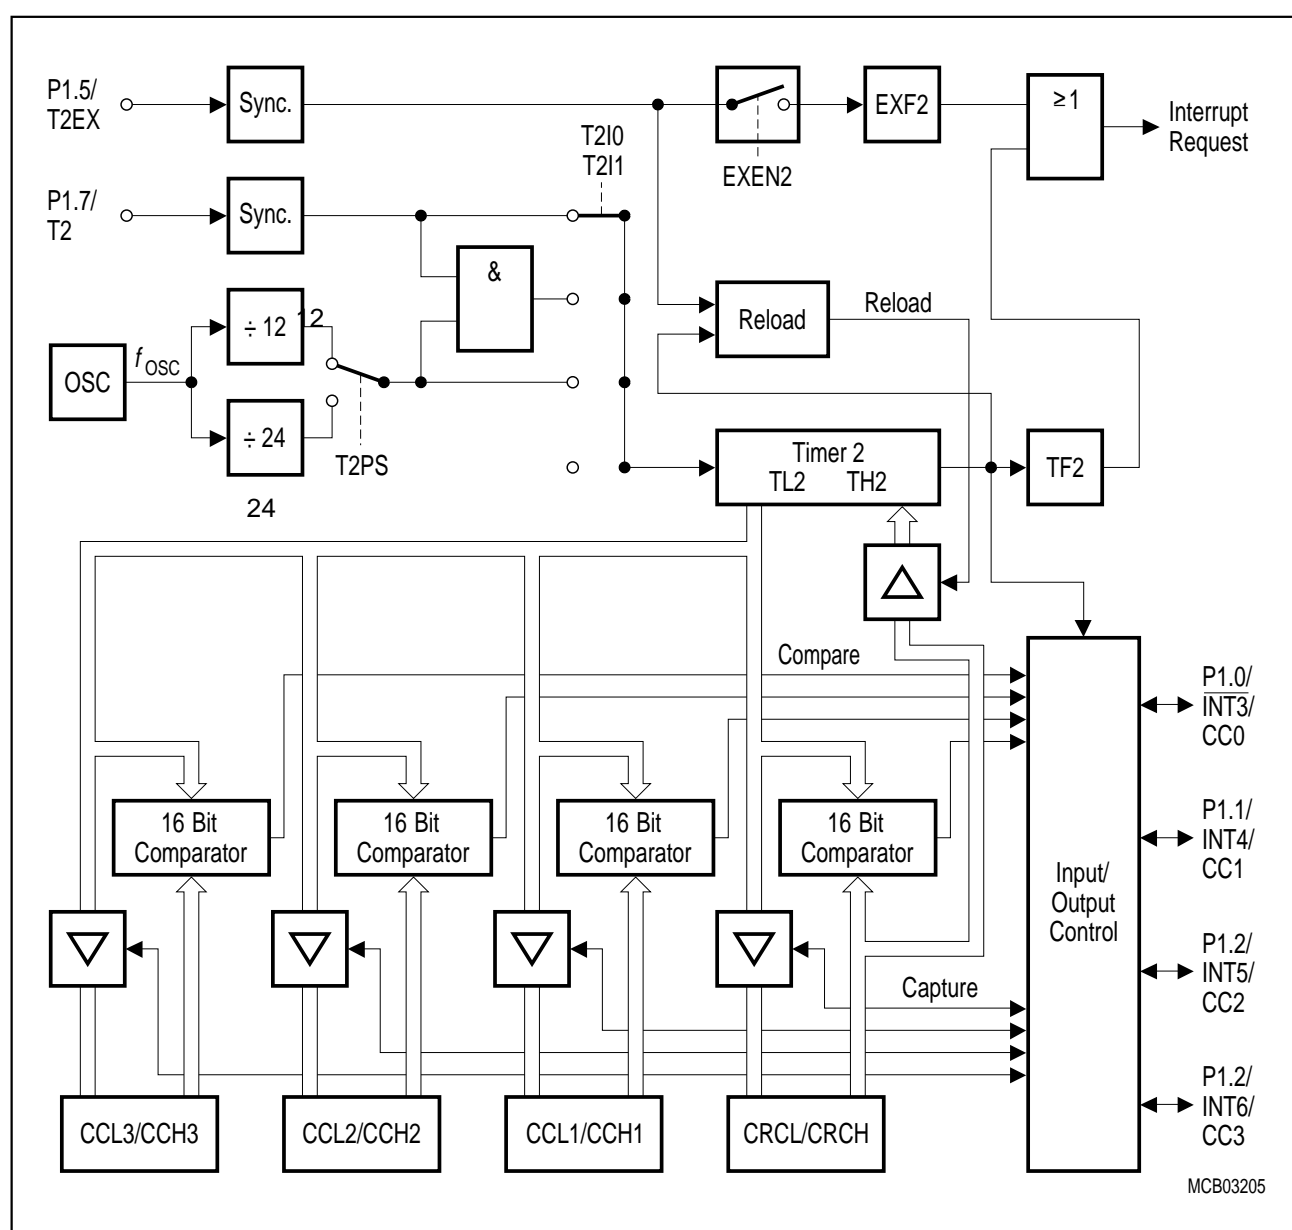 P1.5/
T2EX
Sync.
EXEN2
EXF2
≥1
Interrupt
Request
T2I0
T2I1
P1.7/
T2
Sync.
&
÷ 12
12
OSC
fOSC
÷ 24
24
T2PS
Reload
Reload
Timer 2
TL2 TH2
TF2
Compare
16 Bit
Comparator
16 Bit
Comparator
16 Bit
Comparator
16 Bit
Comparator
Capture
Input/
Output
Control
P1.0/
INT3/
CC0
P1.1/
INT4/
CC1
P1.2/
INT5/
CC2
P1.2/
INT6/
CC3
CCL3/CCH3
CCL2/CCH2
CCL1/CCH1
CRCL/CRCH
MCB03205